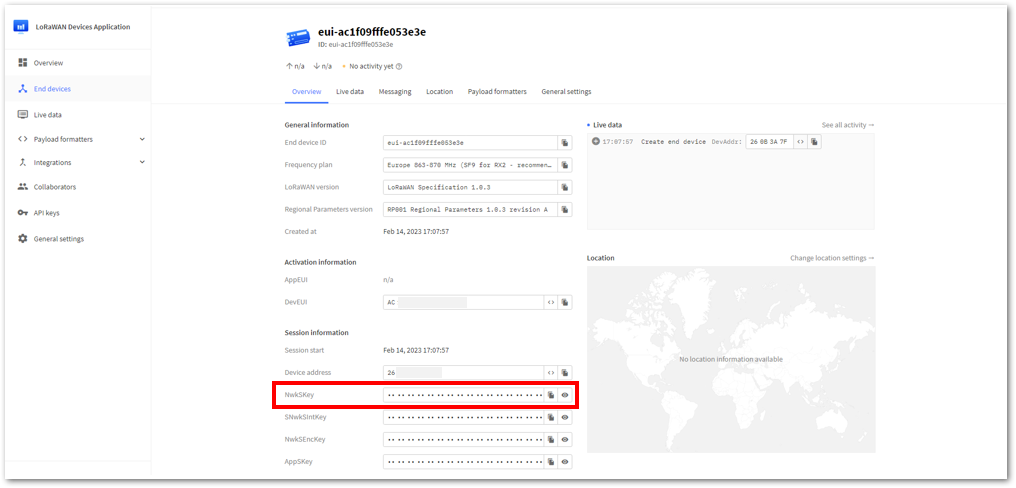 LoRaWAN Devices Application
Overview
End devices
Live data
Payload formatters
Integrations
Collaborators
API keys
General settings
eui-ac1f09fffe053e3e
ID: eui-ac1f09fffe053e3e
n/a n/a • No activity yet
Overview Live data Messaging Location Payload formatters General settings
General information
End device ID eui-ac1f09fffe053e3e
Frequency plan Europe 863-870 MHz (SF9 for RX2 - recommen…
LoRaWAN version LoRaWAN Specification 1.0.3
Regional Parameters version RP001 Regional Parameters 1.0.3 revision A
Created at Feb 14, 2023 17:07:57
Activation information
AppEUI n/a
DevEUI AC
Session information
Session start Feb 14, 2023 17:07:57
Device address 26
NwkSKey
SNwkSIntKey
NwkSEncKey
AppSKey
• Live data See all activity →
17:07:57 Create end device DevAddr: 26 0B 3A 7F <>
Location Change location settings →
No location information available